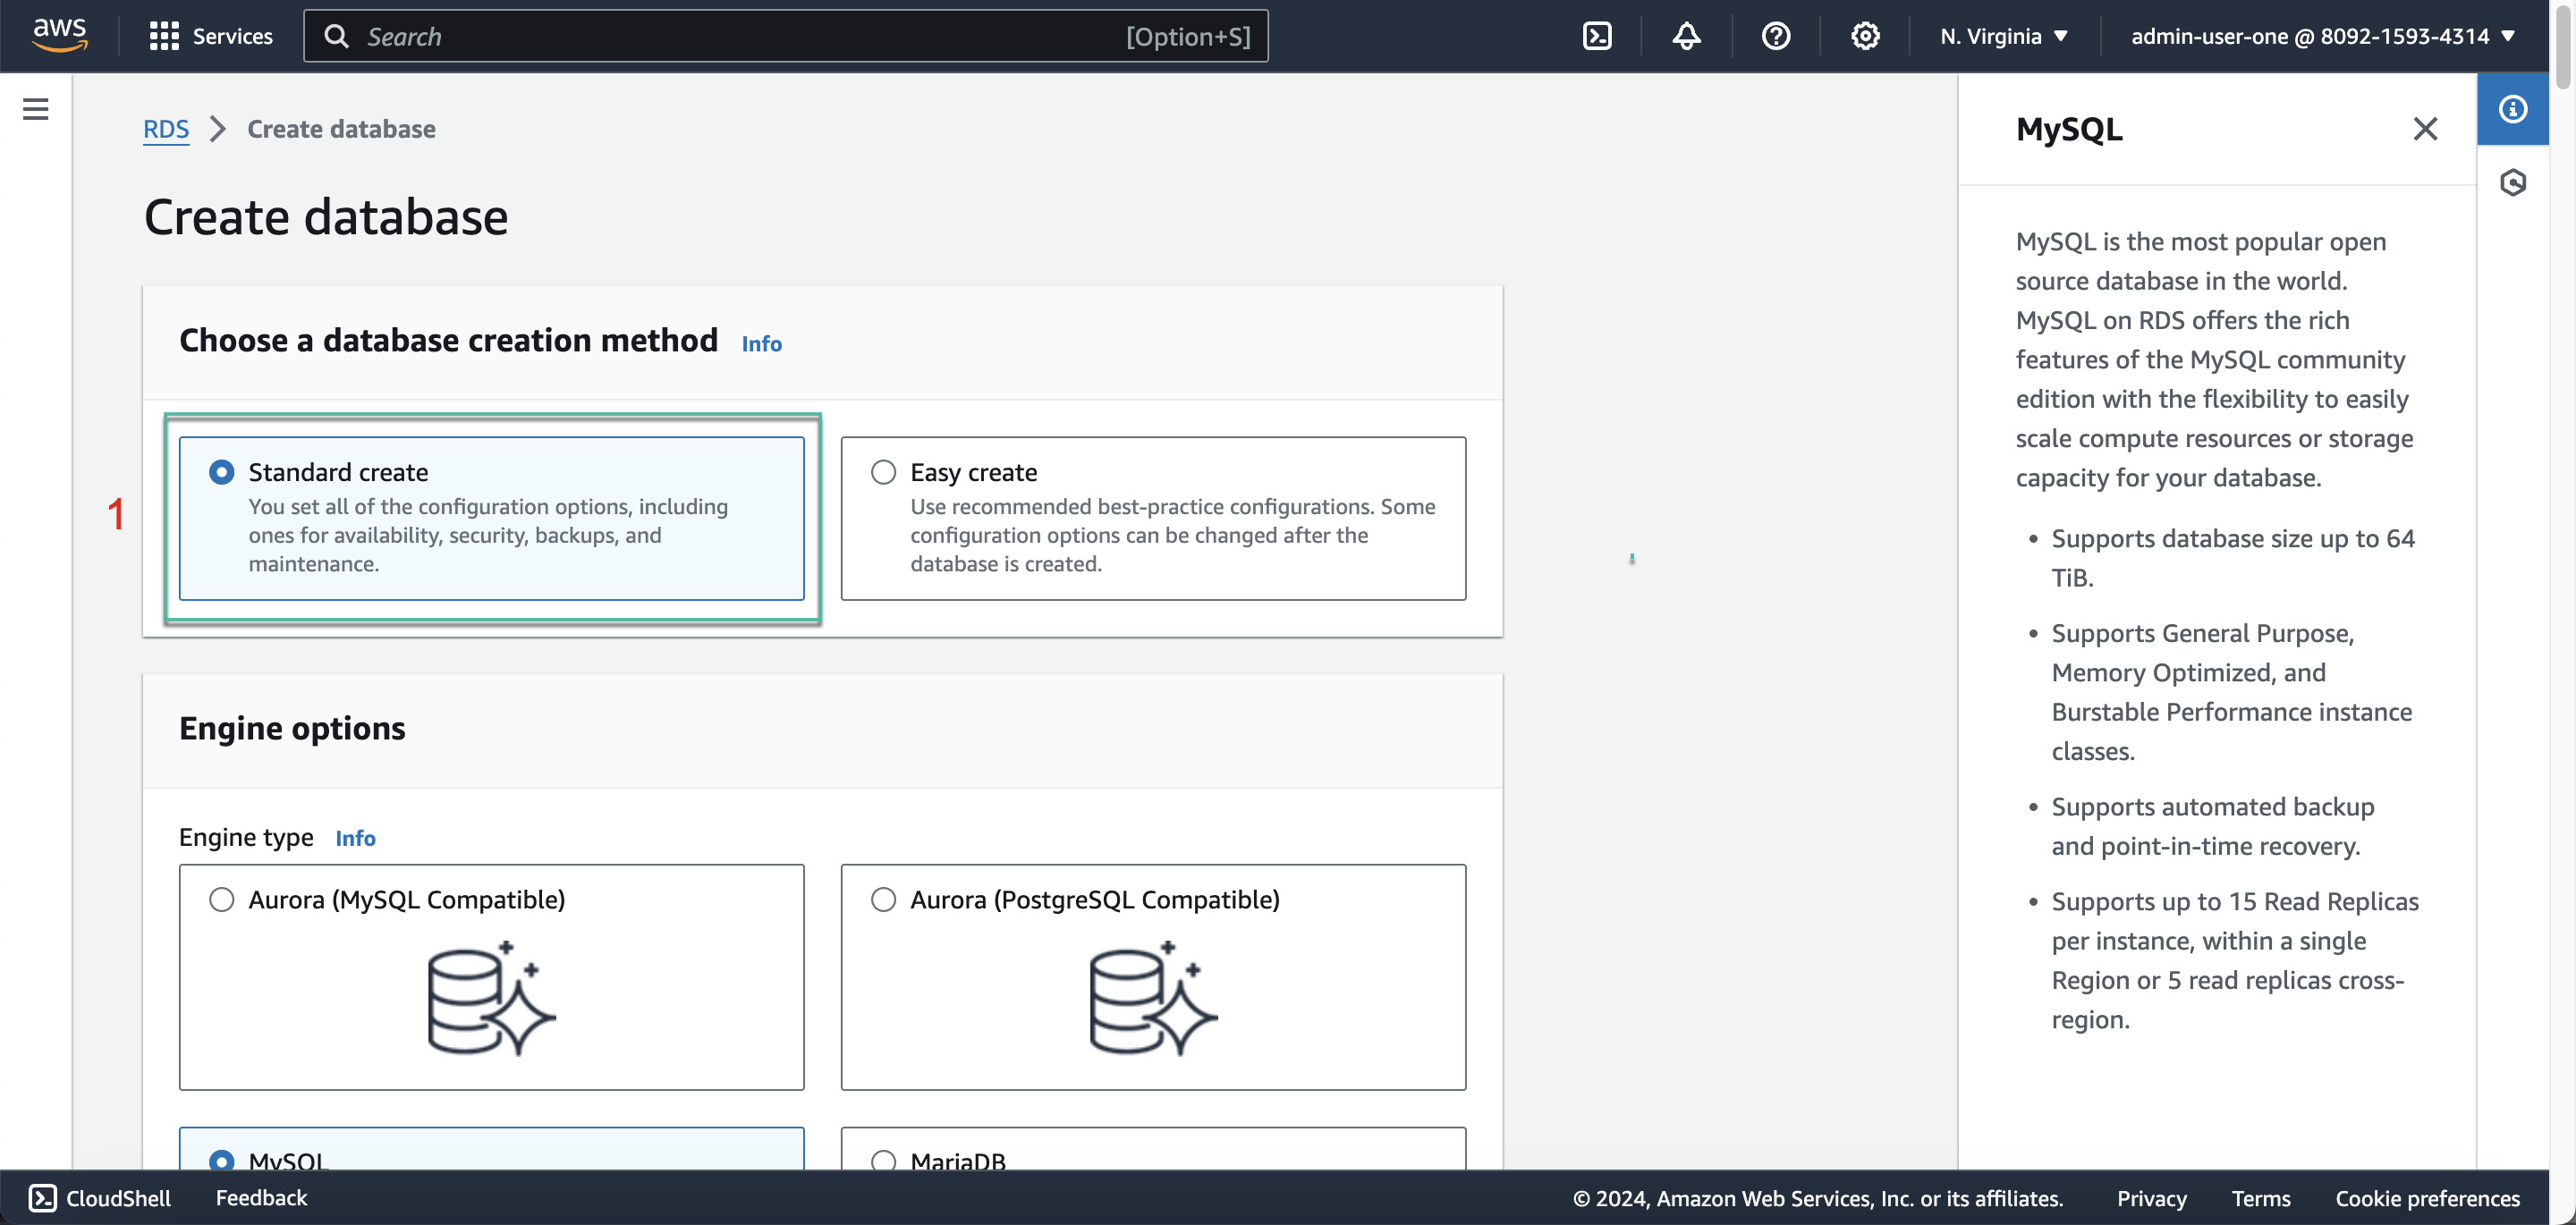 aws
Services
Search
[Option+S]
N. Virginia
admin-user-one @ 8092-1593-4314
RDS
Create database
Create database
Choose a database creation method
Info
1
Standard create
You set all of the configuration options, including
ones for availability, security, backups, and
maintenance.
Easy create
Use recommended best-practice configurations. Some
configuration options can be changed after the
database is created.
Engine options
Engine type
Info
Aurora (MySQL Compatible)
Aurora (PostgreSQL Compatible)
MySQL
MariaDB
MySQL
MySQL is the most popular open
source database in the world.
MySQL on RDS offers the rich
features of the MySQL community
edition with the flexibility to easily
scale compute resources or storage
capacity for your database.
• Supports database size up to 64
TiB.
• Supports General Purpose,
Memory Optimized, and
Burstable Performance instance
classes.
• Supports automated backup
and point-in-time recovery.
• Supports up to 15 Read Replicas
per instance, within a single
Region or 5 read replicas cross-
region.
CloudShell
Feedback
© 2024, Amazon Web Services, Inc. or its affiliates.
Privacy
Terms
Cookie preferences